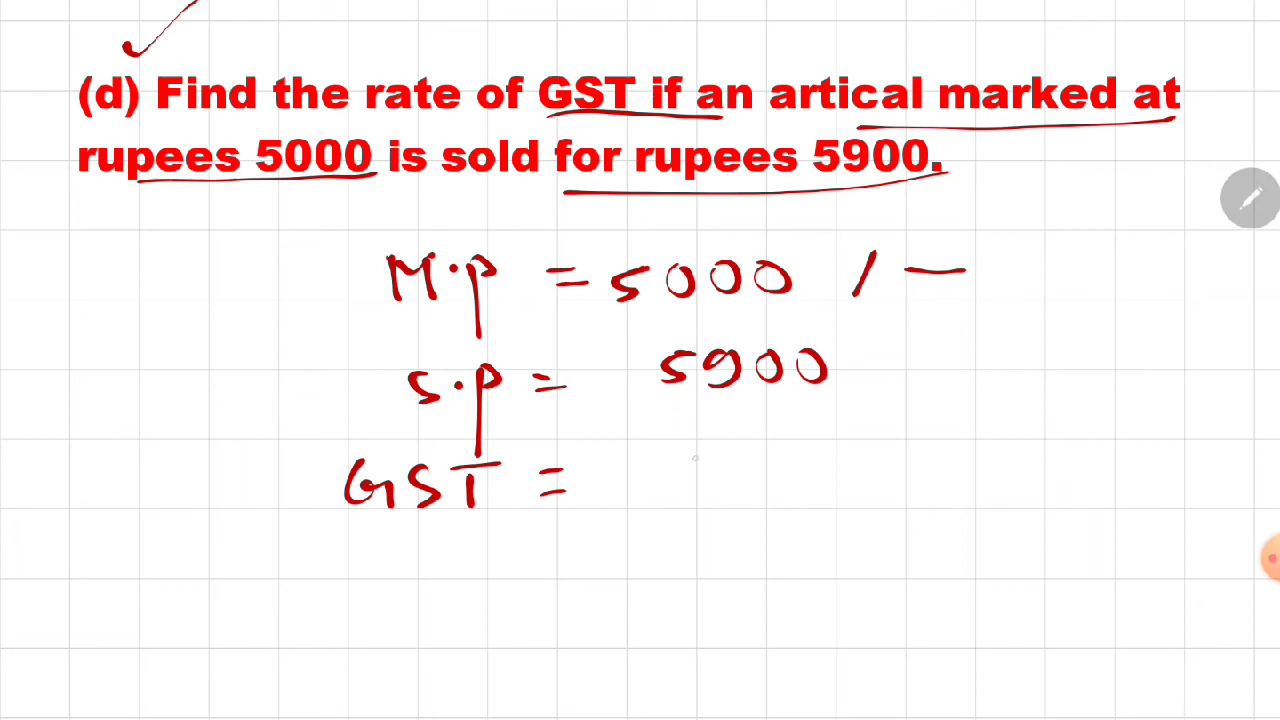 (d) Find the rate of GST if an artical marked at
rupees 5000 is sold for rupees 5900.
M.p = 5000 / —
S.p = 5900
GST =